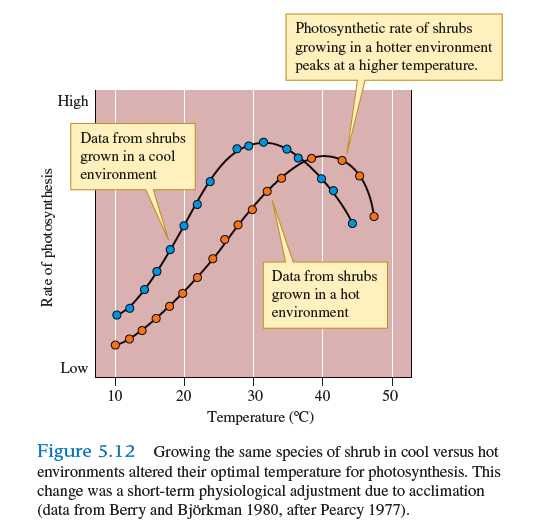 Photosynthetic rate of shrubs
growing in a hotter environment
peaks at a higher temperature.
High
Data from shrubs
grown in a cool
environment
Rate of photosynthesis
Data from shrubs
grown in a hot
environment
Low
10 20 30 40 50
Temperature (°C)
Figure 5.12 Growing the same species of shrub in cool versus hot
environments altered their optimal temperature for photosynthesis. This
change was a short-term physiological adjustment due to acclimation
(data from Berry and Björkman 1980, after Pearcy 1977).